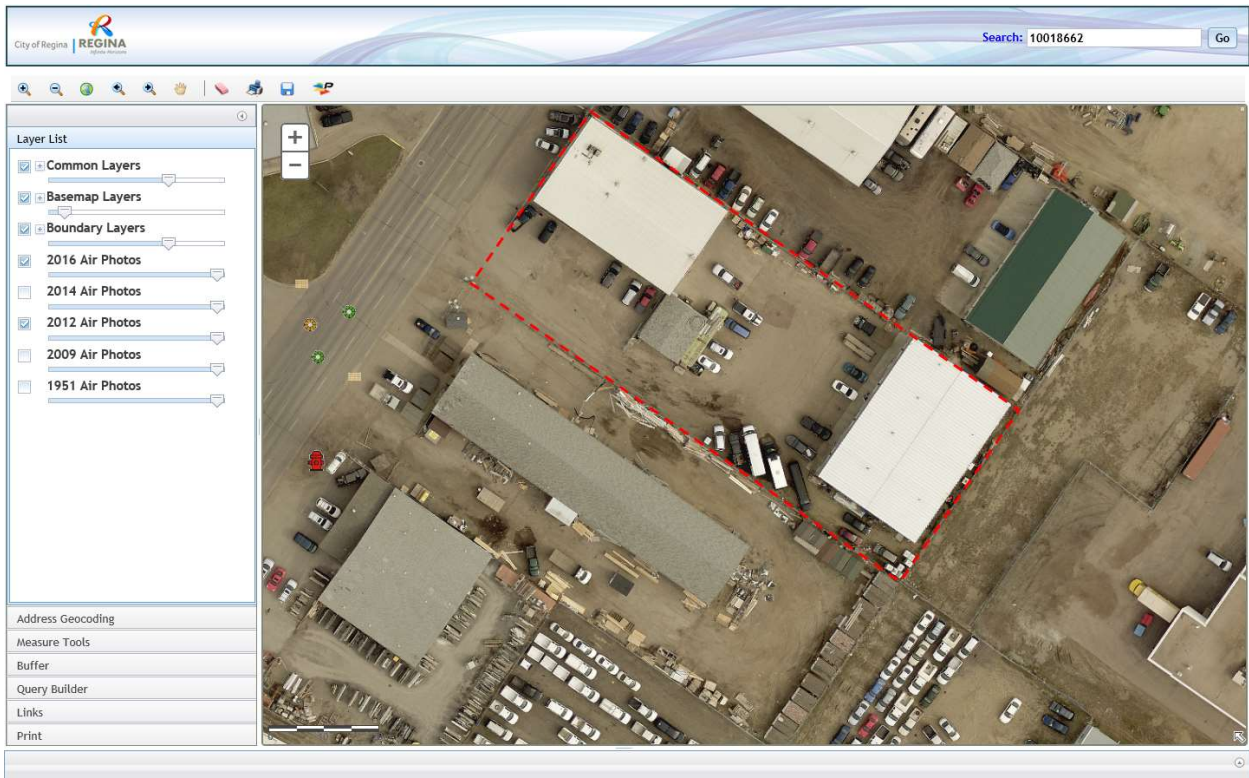 City of Regina
REGINA
Infinite Horizons
Search: 10018662 Go
Layer List
Common Layers
Basemap Layers
Boundary Layers
2016 Air Photos
2014 Air Photos
2012 Air Photos
2009 Air Photos
1951 Air Photos
Address Geocoding
Measure Tools
Buffer
Query Builder
Links
Print